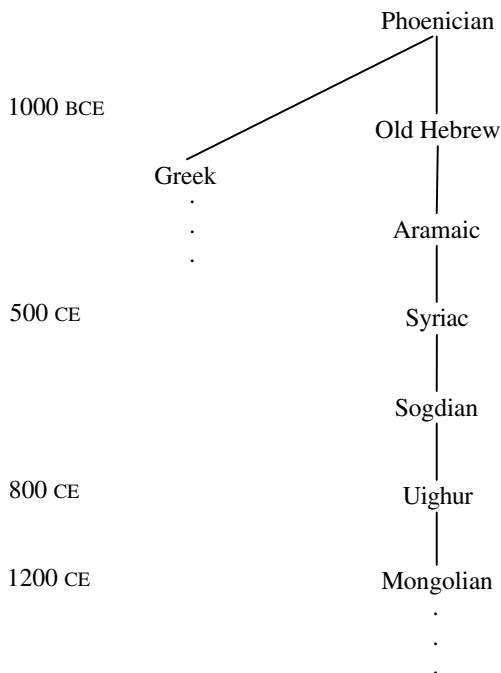 Phoenician
1000 BCE
Old Hebrew
Greek
.
.
.
Aramaic
500 CE
Syriac
Sogdian
800 CE
Uighur
1200 CE
Mongolian
.
.
.